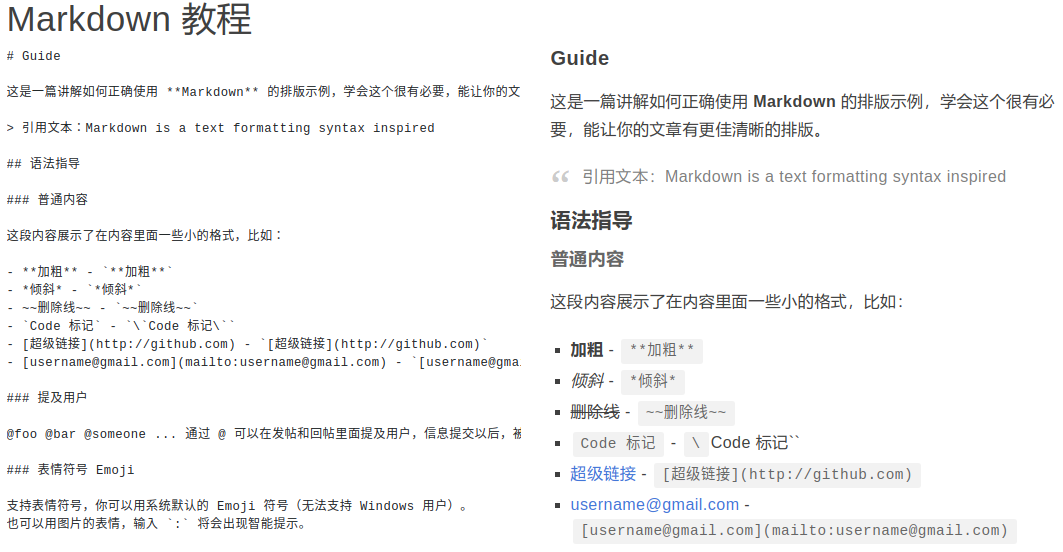 Markdown 教程
# Guide
这是一篇讲解如何正确使用 **Markdown** 的排版示例，学会这个很有必要，能让你的文
> 引用文本：Markdown is a text formatting syntax inspired
## 语法指导
### 普通内容
这段内容展示了在内容里面一些小的格式，比如：
- **加粗** - `**加粗**`
- *倾斜* - `*倾斜*`
- ~~删除线~~ - `~~删除线~~`
- `Code 标记` - `\`Code 标记\``
- [超级链接](http://github.com) - `[超级链接](http://github.com)`
- [username@gmail.com](mailto:username@gmail.com) - `[username@gma
### 提及用户
@foo @bar @someone ... 通过 @ 可以在发帖和回帖里面提及用户，信息提交以后，被
### 表情符号 Emoji
支持表情符号，你可以用系统默认的 Emoji 符号（无法支持 Windows 用户）。
也可以用图片的表情，输入 `:` 将会出现智能提示。
Guide
这是一篇讲解如何正确使用 Markdown 的排版示例，学会这个很有必
要，能让你的文章有更佳清晰的排版。
“ 引用文本：Markdown is a text formatting syntax inspired
语法指导
普通内容
这段内容展示了在内容里面一些小的格式，比如：
加粗 - **加粗**
倾斜 - *倾斜*
删除线 - ~~删除线~~
Code 标记 - \ Code 标记``
超级链接 - [超级链接](http://github.com)
username@gmail.com -
[username@gmail.com](mailto:username@gmail.com)